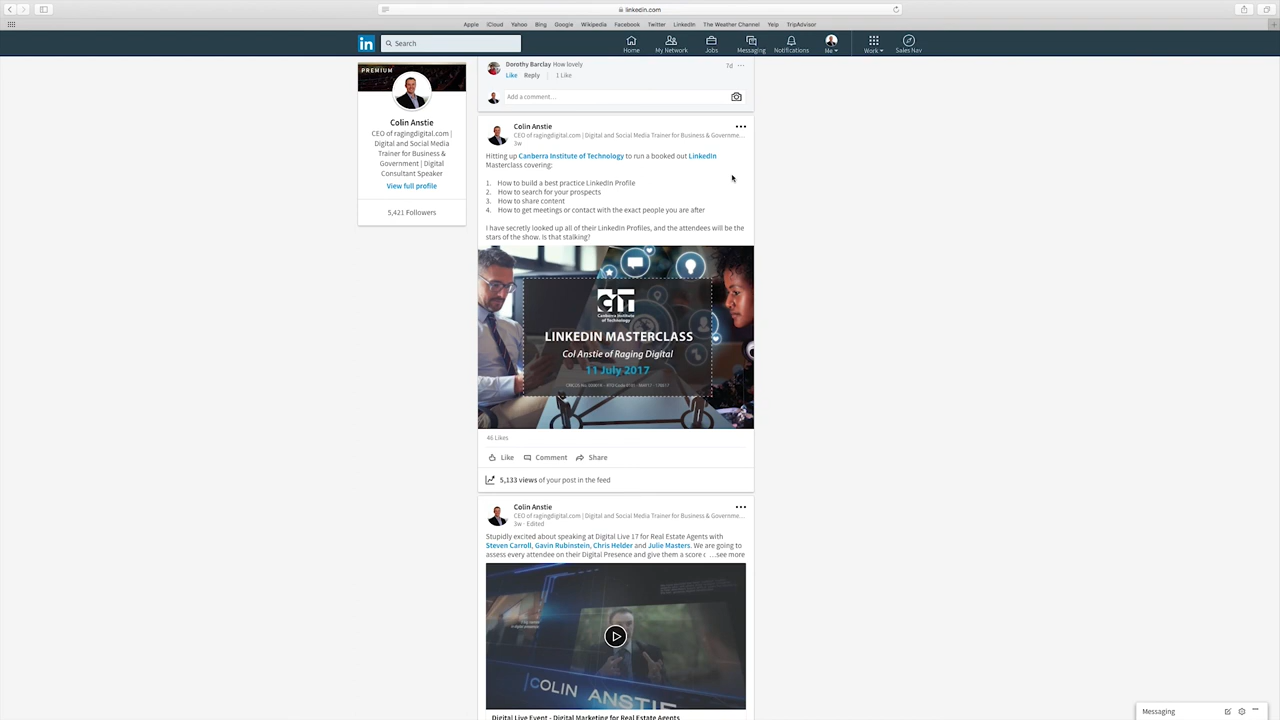 linkedin.com
Apple iCloud Yahoo Bing Google Wikipedia Facebook Twitter LinkedIn The Weather Channel Yelp TripAdvisor
in Search Home My Network Jobs Messaging Notifications Me Work Sales Nav
PREMIUM
Colin Anstie
CEO of ragingdigital.com |
Digital and Social Media
Trainer for Business &
Government | Digital
Consultant Speaker
View full profile
5,421 Followers
Dorothy Barclay How lovely 7d
Like Reply | 1 Like
Add a comment…
Colin Anstie
CEO of ragingdigital.com | Digital and Social Media Trainer for Business & Governme…
3w
Hitting up Canberra Institute of Technology to run a booked out LinkedIn
Masterclass covering:
1. How to build a best practice LinkedIn Profile
2. How to search for your prospects
3. How to share content
4. How to get meetings or contact with the exact people you are after
I have secretly looked up all of their LinkedIn Profiles, and the attendees will be the
stars of the show. Is that stalking?
CIT
Canberra Institute
of Technology
LINKEDIN MASTERCLASS
Col Anstie of Raging Digital
11 July 2017
46 Likes
Like Comment Share
5,133 views of your post in the feed
Colin Anstie
CEO of ragingdigital.com | Digital and Social Media Trainer for Business & Governme…
3w · Edited
Stupidly excited about speaking at Digital Live 17 for Real Estate Agents with
Steven Carroll, Gavin Rubinstein, Chris Helder and Julie Masters. We are going to
assess every attendee on their Digital Presence and give them a score …see more
COLIN ANSTIE
Digital Live Event - Digital Marketing for Real Estate Agents
Messaging